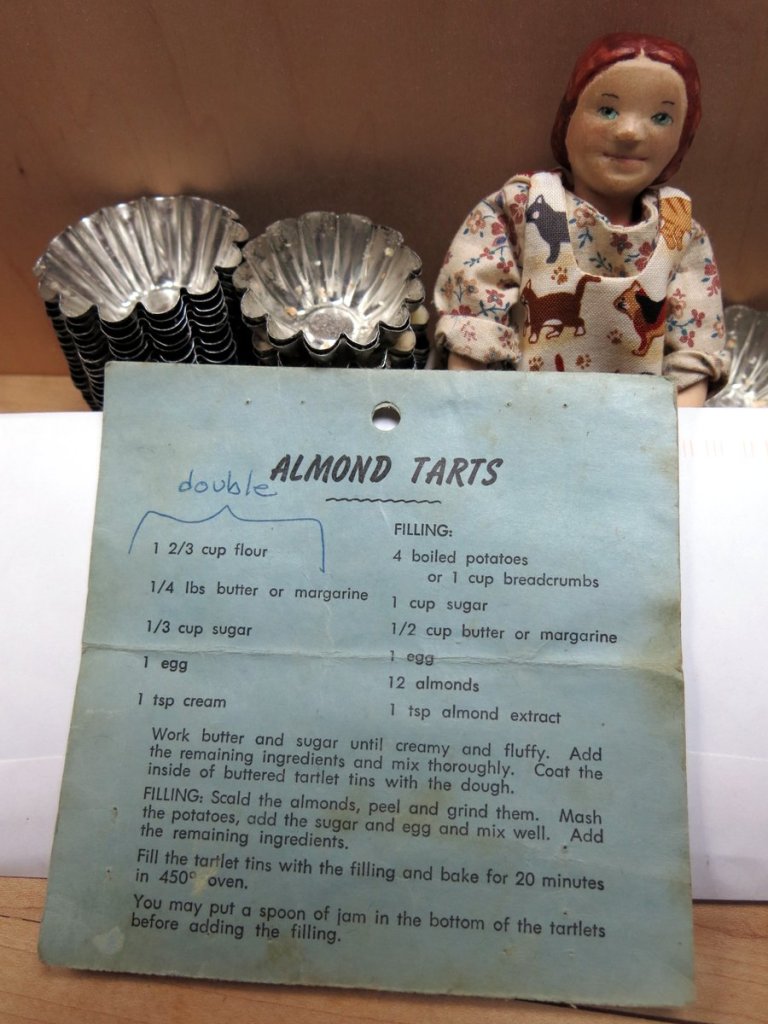 ALMOND TARTS
double
1 2/3 cup flour
1/4 lbs butter or margarine
1/3 cup sugar
1 egg
1 tsp cream
FILLING:
4 boiled potatoes
or 1 cup breadcrumbs
1 cup sugar
1/2 cup butter or margarine
1 egg
12 almonds
1 tsp almond extract
Work butter and sugar until creamy and fluffy. Add
the remaining ingredients and mix thoroughly. Coat the
inside of buttered tartlet tins with the dough.
FILLING: Scald the almonds, peel and grind them. Mash
the potatoes, add the sugar and egg and mix well. Add
the remaining ingredients.
Fill the tartlet tins with the filling and bake for 20 minutes
in 450° oven.
You may put a spoon of jam in the bottom of the tartlets
before adding the filling.